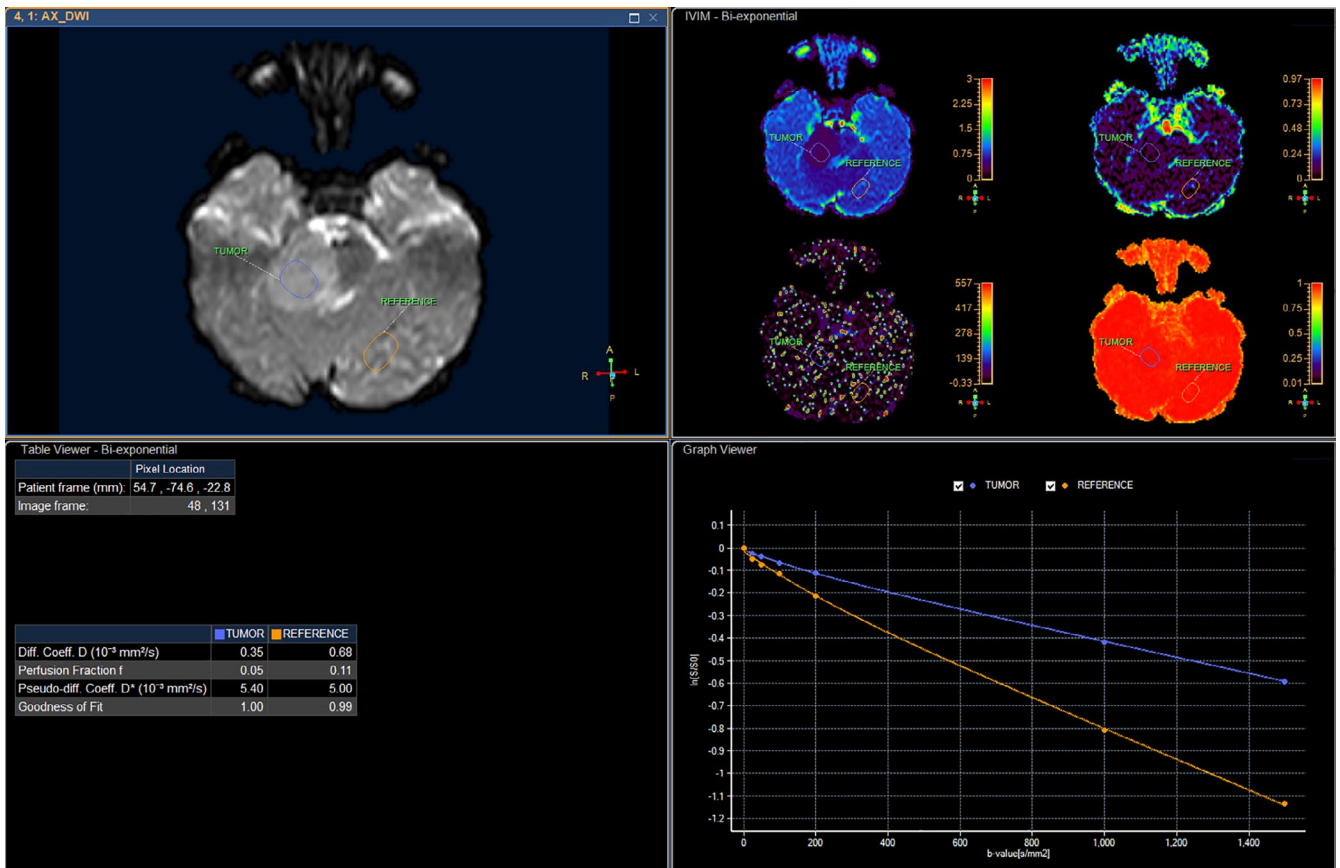 4, 1: AX_DWI
TUMOR
REFERENCE
A
R L
P
IVIM - Bi-exponential
3
2.25
1.5
0.75
0
TUMOR
REFERENCE
A
R L
P
0.97
0.73
0.48
0.24
0
TUMOR
REFERENCE
A
R L
P
557
417
278
139
-0.33
TUMOR
REFERENCE
A
R L
P
1
0.75
0.5
0.25
0.01
TUMOR
REFERENCE
A
R L
P
Table Viewer - Bi-exponential
Pixel Location
Patient frame (mm): 54.7 , -74.6 , -22.8
Image frame: 48 , 131
TUMOR REFERENCE
Diff. Coeff. D (10⁻³ mm²/s) 0.35 0.68
Perfusion Fraction f 0.05 0.11
Pseudo-diff. Coeff. D* (10⁻³ mm²/s) 5.40 5.00
Goodness of Fit 1.00 0.99
Graph Viewer
TUMOR REFERENCE
0.1
0
-0.1
-0.2
-0.3
-0.4
-0.5
-0.6
-0.7
-0.8
-0.9
-1
-1.1
-1.2
ln[S/S0]
0 200 400 600 800 1,000 1,200 1,400
b-value[s/mm2]